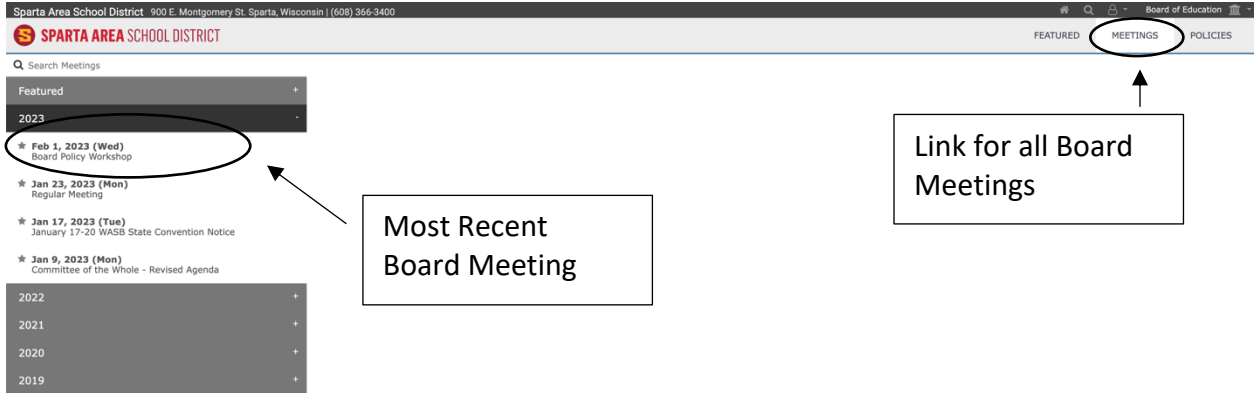 Sparta Area School District 900 E. Montgomery St. Sparta, Wisconsin | (608) 366-3400
Board of Education
S SPARTA AREA SCHOOL DISTRICT
FEATURED MEETINGS POLICIES
Search Meetings
Featured +
2023 -
Feb 1, 2023 (Wed)
Board Policy Workshop
Jan 23, 2023 (Mon)
Regular Meeting
Jan 17, 2023 (Tue)
January 17-20 WASB State Convention Notice
Jan 9, 2023 (Mon)
Committee of the Whole - Revised Agenda
2022 +
2021 +
2020 +
2019 +
Most Recent
Board Meeting
Link for all Board
Meetings